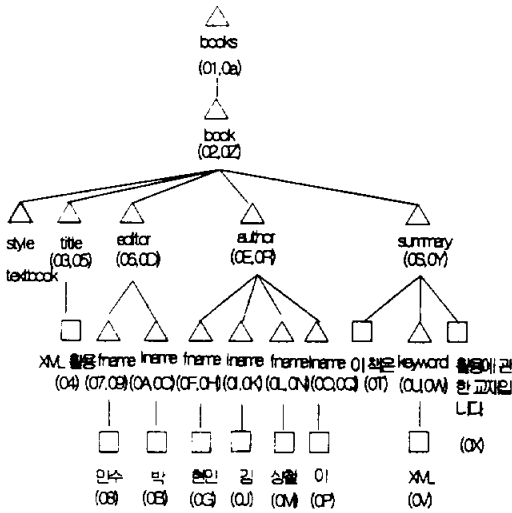 books
(01,0a)
book
(02,0Z)
style title editor author summary
(03,05) (06,0D) (0E,0R) (0S,0Y)
textbook
XML 활용 fname lname fname lname fname lname 이 책은 keyword 활용에 관
(04) (07,09) (0A,0C) (0F,0H) (0I,0K) (0L,0N) (0O,0Q) (0T) (0U,0W) 한 교재입
니다
안수 박 현민 김 상철 이 XML (0X)
(08) (0B) (0G) (0J) (0M) (0P) (0V)